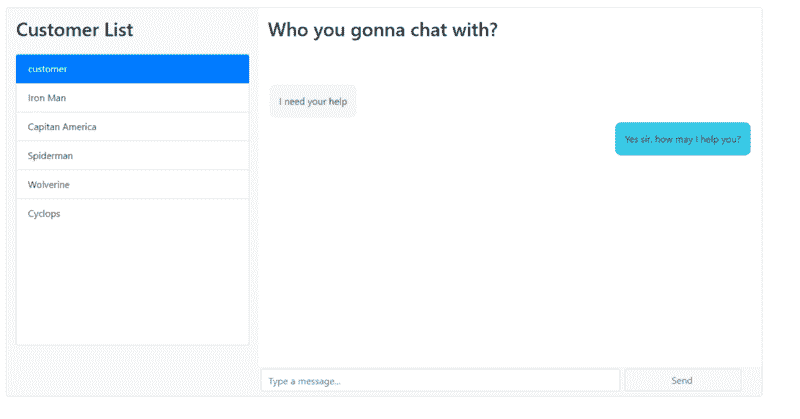 Customer List
customer
Iron Man
Capitan America
Spiderman
Wolverine
Cyclops
Who you gonna chat with?
I need your help
Yes sir, how may I help you?
Type a message...
Send